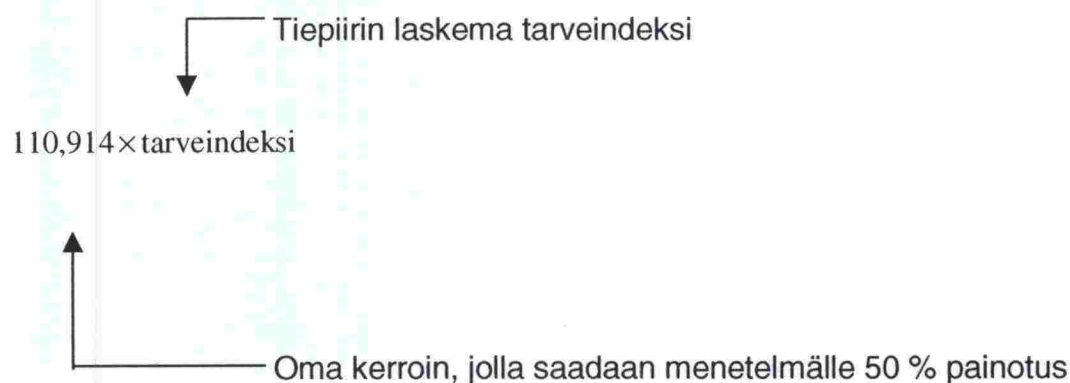 Tiepiirin laskema tarveindeksi
110,914×tarveindeksi
Oma kerroin, jolla saadaan menetelmälle 50 % painotus